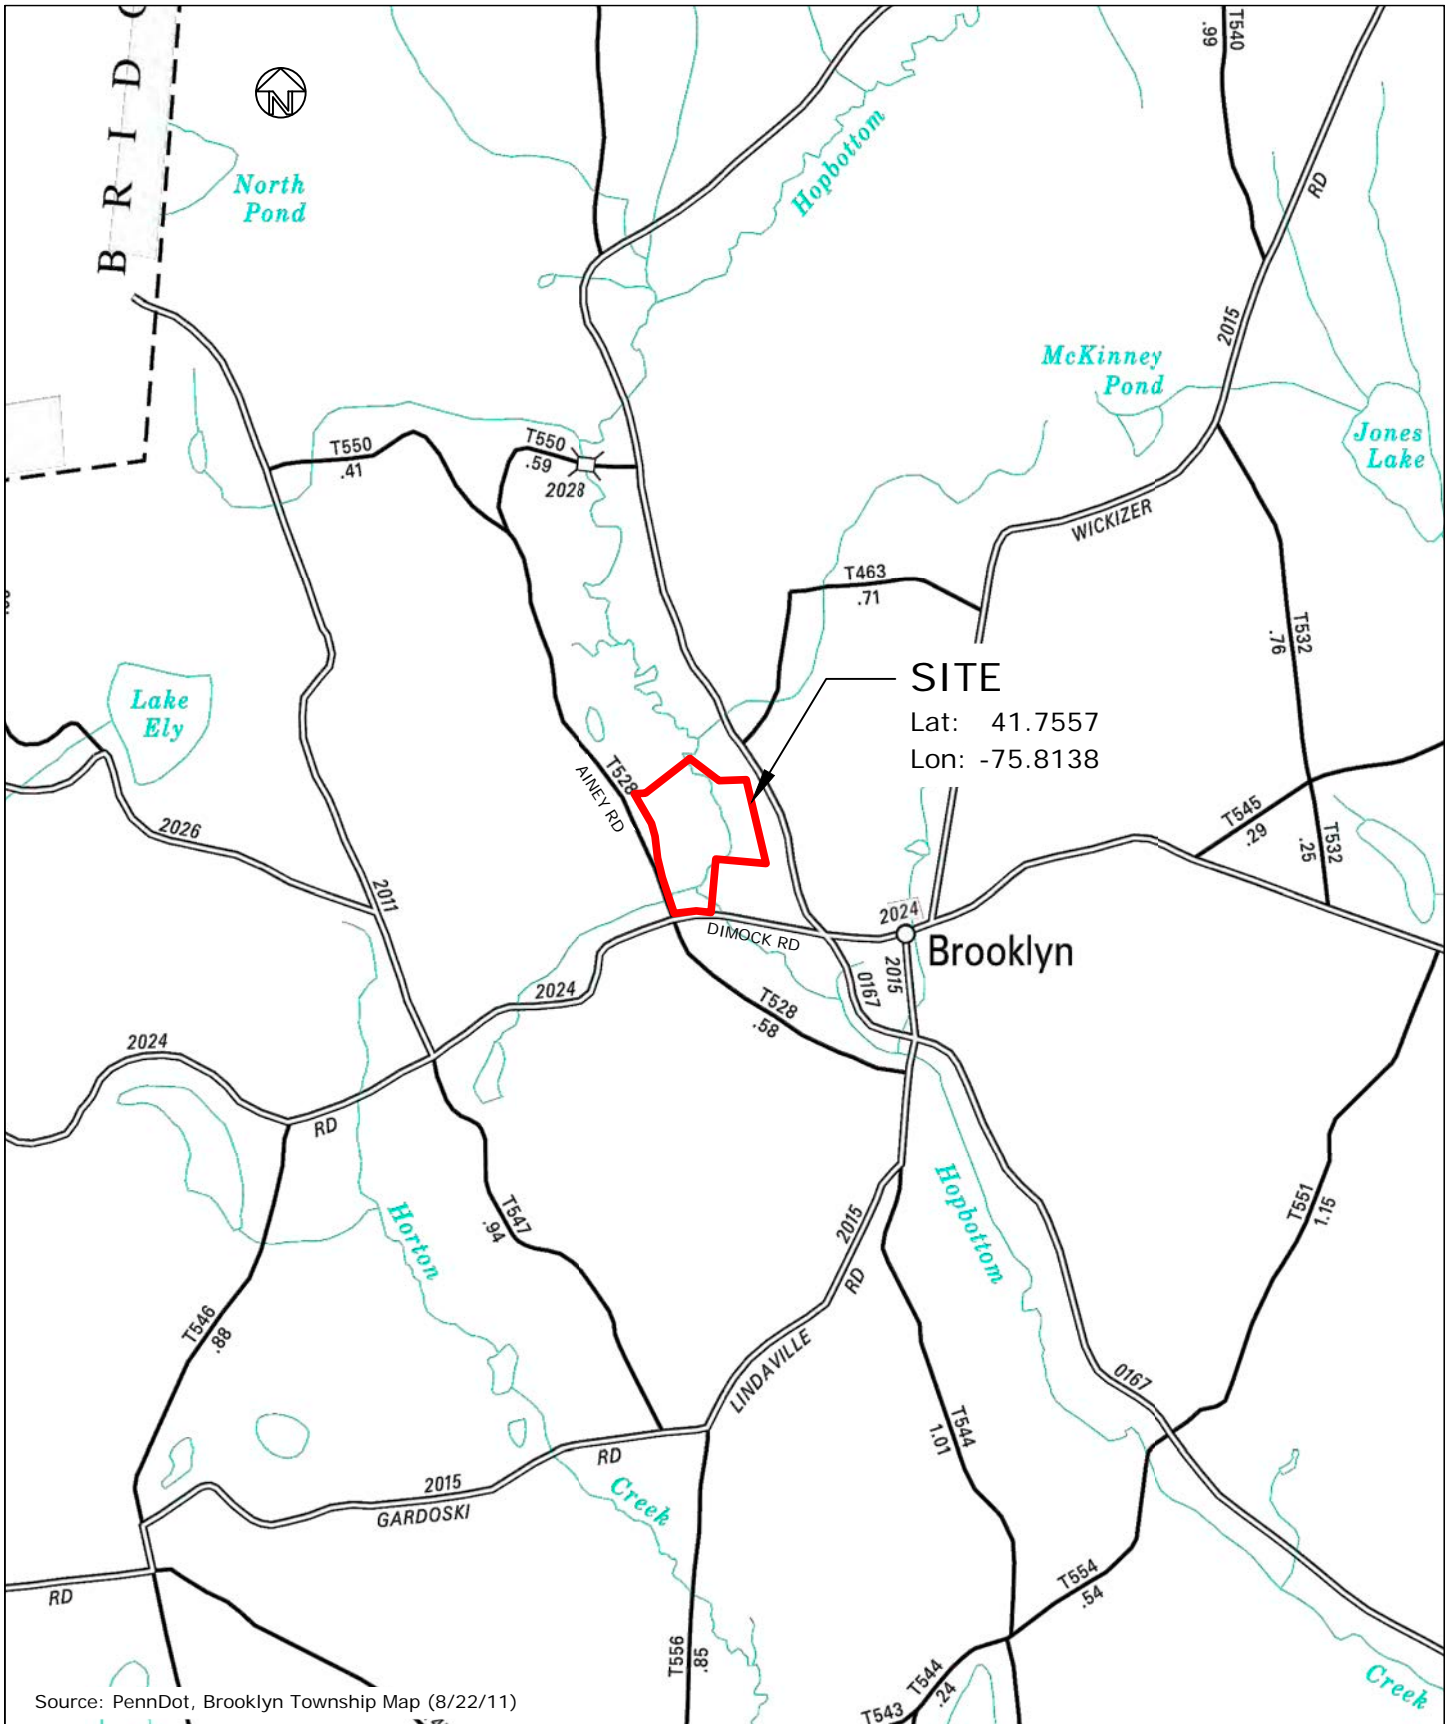 B R I D
N
North
Pond
Hopbottom
T540
.99
RD
2015
McKinney
Pond
Jones
Lake
T550
.41
T550
.59
2028
WICKIZER
T463
.71
T532
.76
SITE
Lat: 41.7557
Lon: -75.8138
Lake
Ely
T528
AINEY RD
2026
2011
T545
.29
T532
.25
2024
Brooklyn
DIMOCK RD
2015
0167
2024
T528
.58
2024
RD
Horton
T547
.94
Hopbottom
2015
RD
T551
1.15
T546
.88
LINDAVILLE
0167
T544
1.01
RD
2015
GARDOSKI
Creek
T554
.54
RD
T556
.85
T544
.24
T543
Creek
Source: PennDot, Brooklyn Township Map (8/22/11)